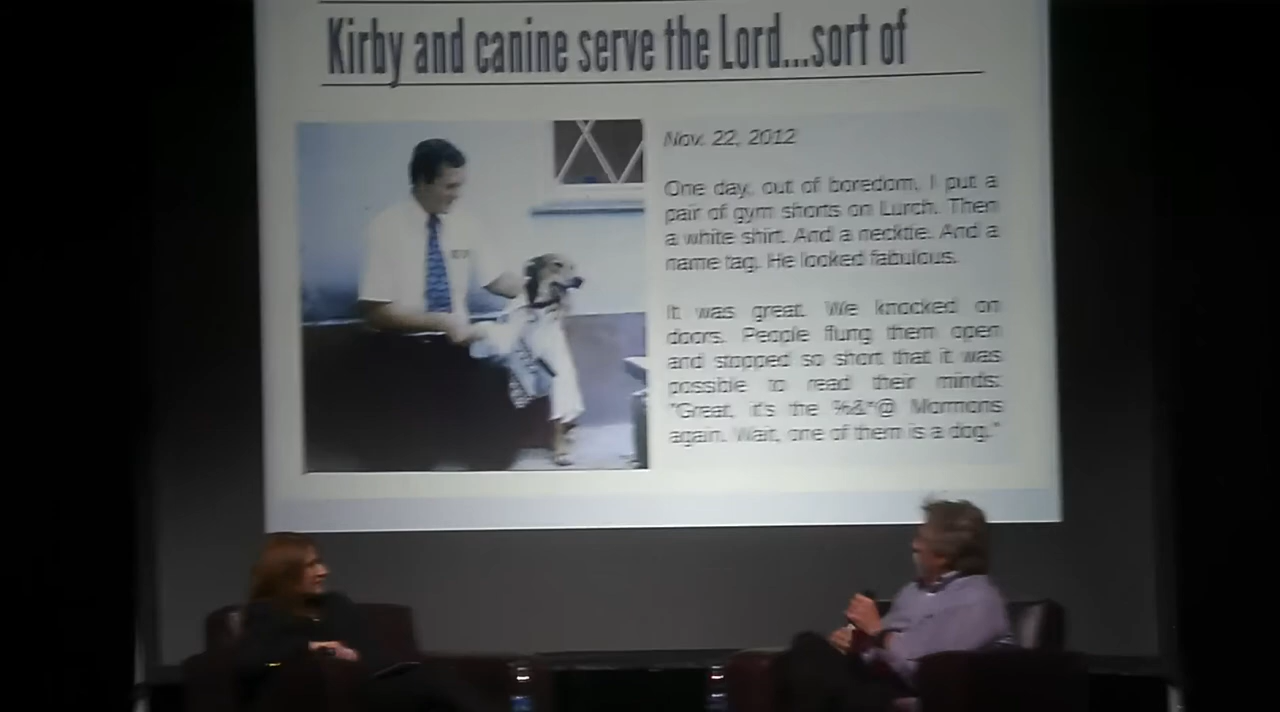 Kirby and canine serve the Lord...sort of
Nov. 22, 2012
One day, out of boredom, I put a
pair of gym shorts on Lurch. Then
a white shirt. And a necktie. And a
name tag. He looked fabulous.
It was great. We knocked on
doors. People flung them open
and stopped so short that it was
possible to read their minds:
"Great, it's the %&*@ Mormons
again. Wait, one of them is a dog."